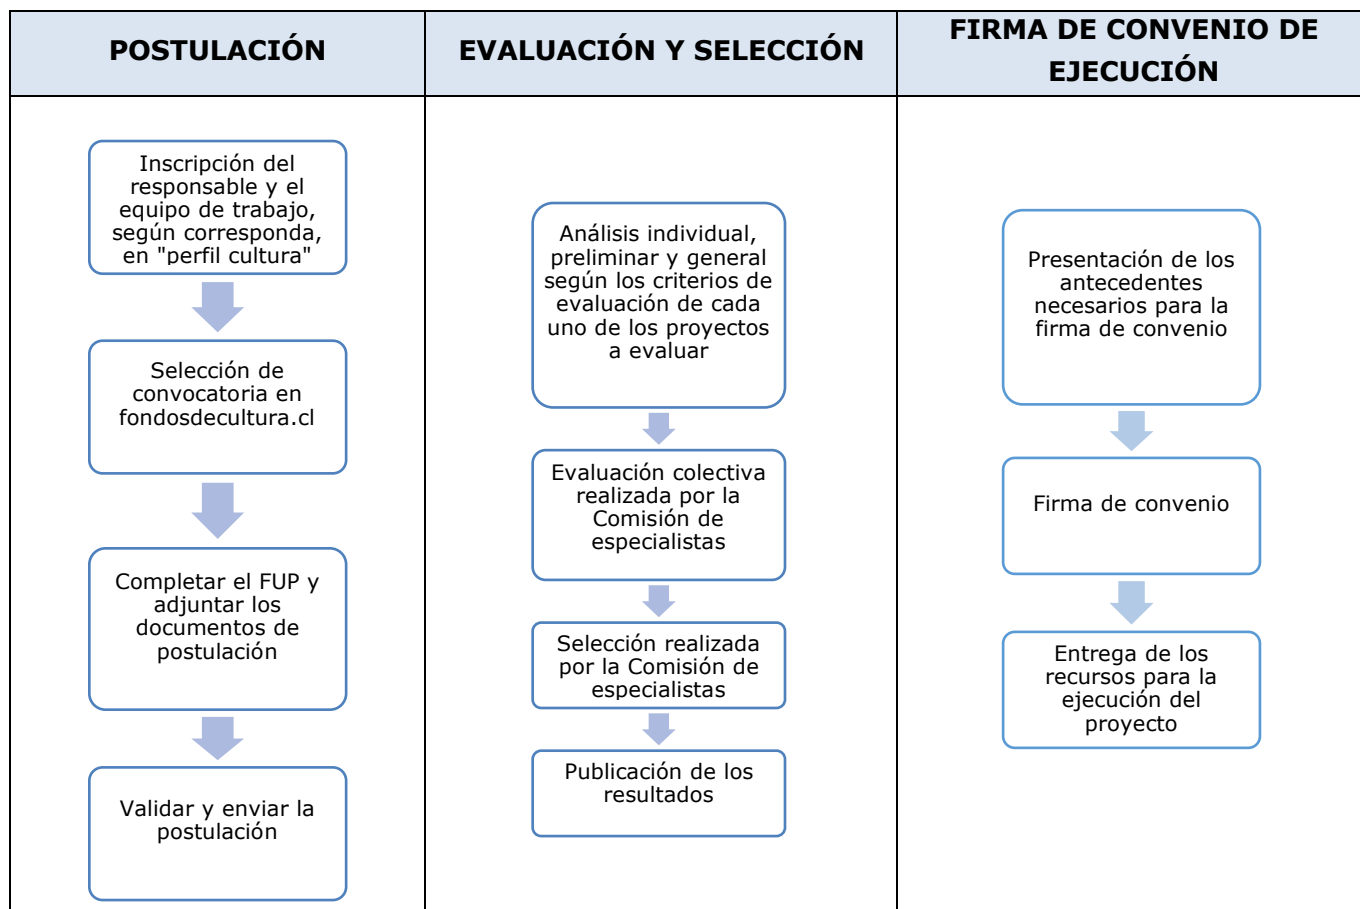 POSTULACIÓN
Inscripción del
responsable y el
equipo de trabajo,
según corresponda,
en "perfil cultura"
Selección de
convocatoria en
fondosdecultura.cl
Completar el FUP y
adjuntar los
documentos de
postulación
Validar y enviar la
postulación
EVALUACIÓN Y SELECCIÓN
Análisis individual,
preliminar y general
según los criterios de
evaluación de cada
uno de los proyectos
a evaluar
Evaluación colectiva
realizada por la
Comisión de
especialistas
Selección realizada
por la Comisión de
especialistas
Publicación de los
resultados
FIRMA DE CONVENIO DE
EJECUCIÓN
Presentación de los
antecedentes
necesarios para la
firma de convenio
Firma de convenio
Entrega de los
recursos para la
ejecución del
proyecto